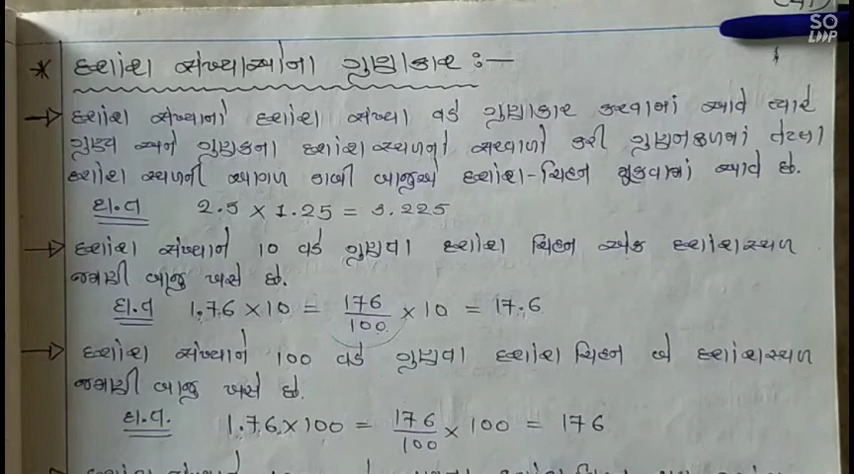 SO
LOOP
* દશાંશ સંખ્યાઓના ગુણાકાર :—
→ દશાંશ સંખ્યાનો દશાંશ સંખ્યા વડે ગુણાકાર કરવામાં આવે ત્યારે
ગુણ્ય અને ગુણકના દશાંશ સ્થળનો સરવાળો કરી ગુણનફળમાં તેટલા
દશાંશ સ્થળની આગળ ડાબી બાજુએ દશાંશ-ચિહ્ન મુકવામાં આવે છે.
દા.ત 2.5 × 1.25 = 3.225
→ દશાંશ સંખ્યાને 10 વડે ગુણવા દશાંશ ચિહ્ન એક દશાંશસ્થળ
જમણી બાજુ ખસે છે.
દા.ત 1.76 × 10 = 176/100 × 10 = 17.6
→ દશાંશ સંખ્યાને 100 વડે ગુણવા દશાંશ ચિહ્ન બે દશાંશસ્થળ
જમણી બાજુ ખસે છે.
દા.ત. 1.76 × 100 = 176/100 × 100 = 176